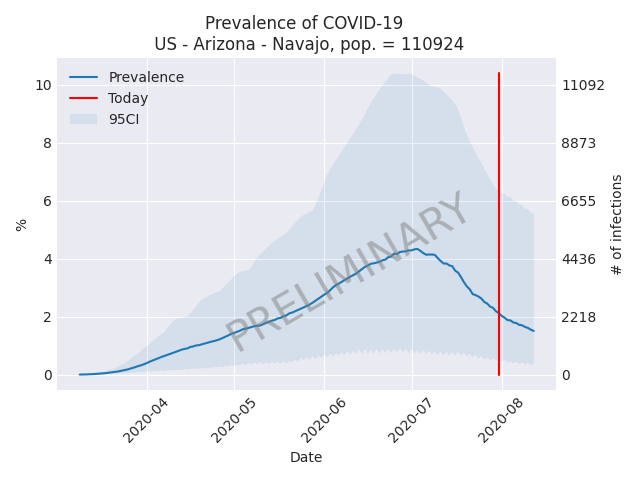 Prevalence of COVID-19
US - Arizona - Navajo, pop. = 110924
Prevalence
Today
95CI
PRELIMINARY
%
10
8
6
4
2
0
11092
8873
6655
4436
2218
0
# of infections
2020-04
2020-05
2020-06
2020-07
2020-08
Date